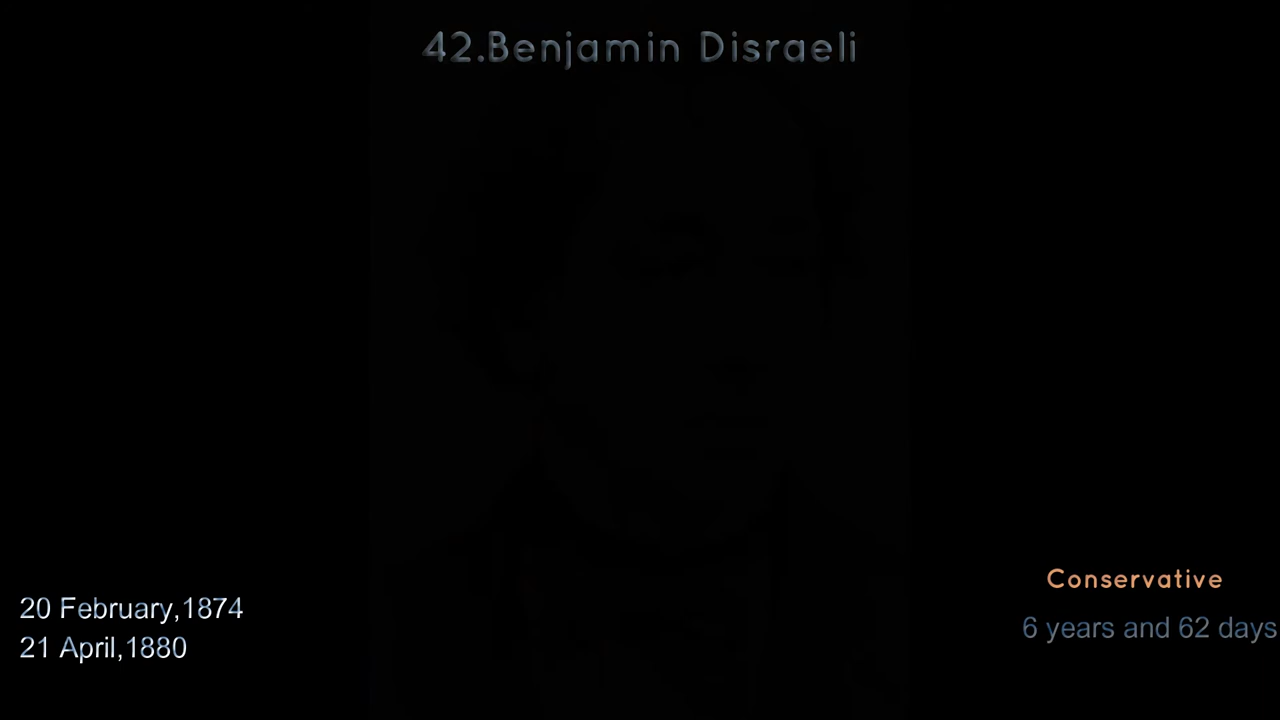 42.Benjamin Disraeli
20 February,1874
21 April,1880
Conservative
6 years and 62 days